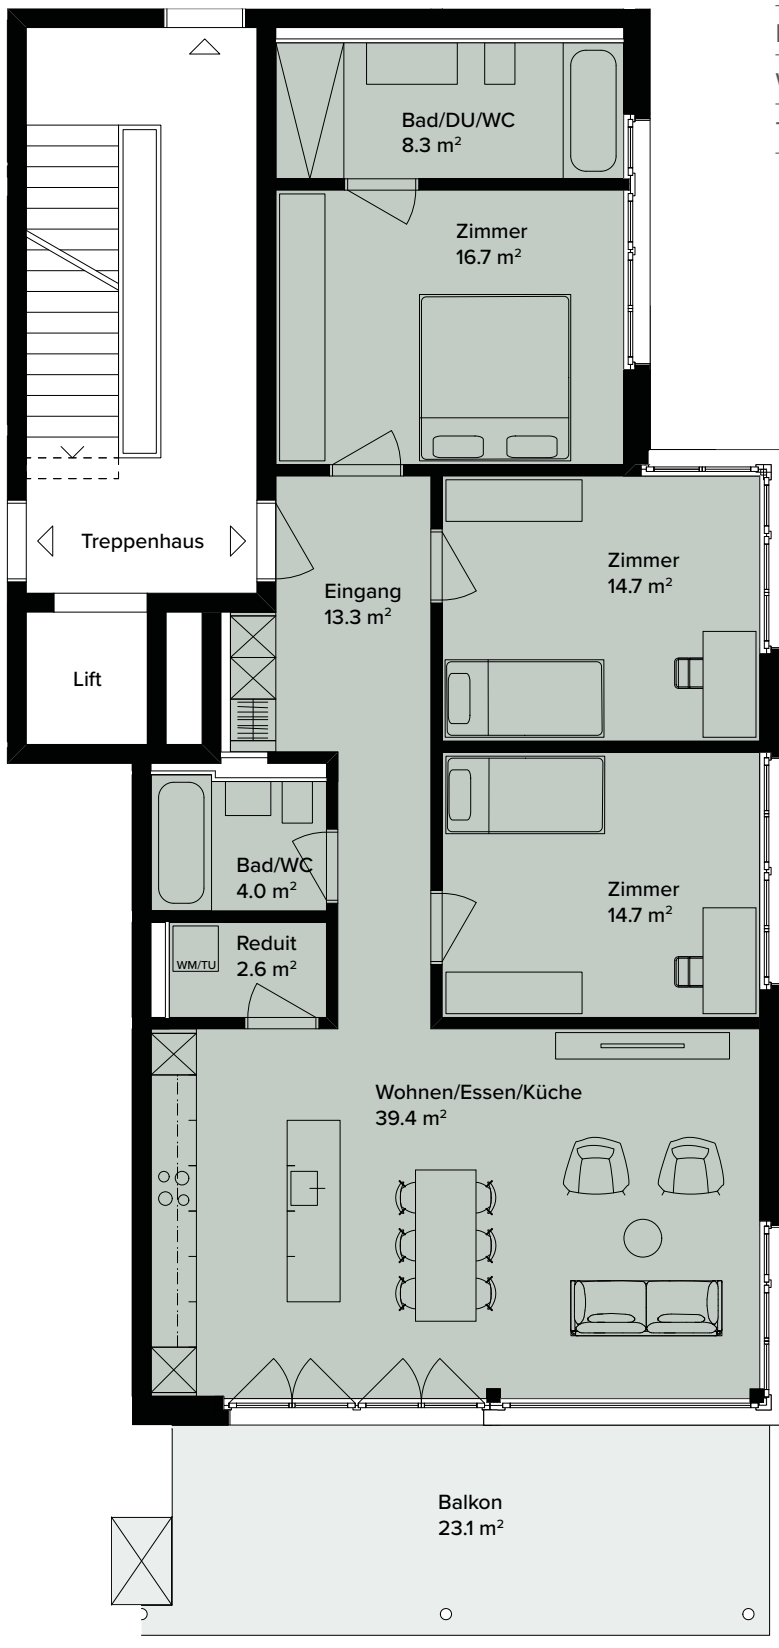 Bad/DU/WC
8.3 m²
Zimmer
16.7 m²
Treppenhaus
Eingang
13.3 m²
Zimmer
14.7 m²
Lift
Bad/WC
4.0 m²
Zimmer
14.7 m²
Reduit
2.6 m²
WM/TU
Wohnen/Essen/Küche
39.4 m²
Balkon
23.1 m²